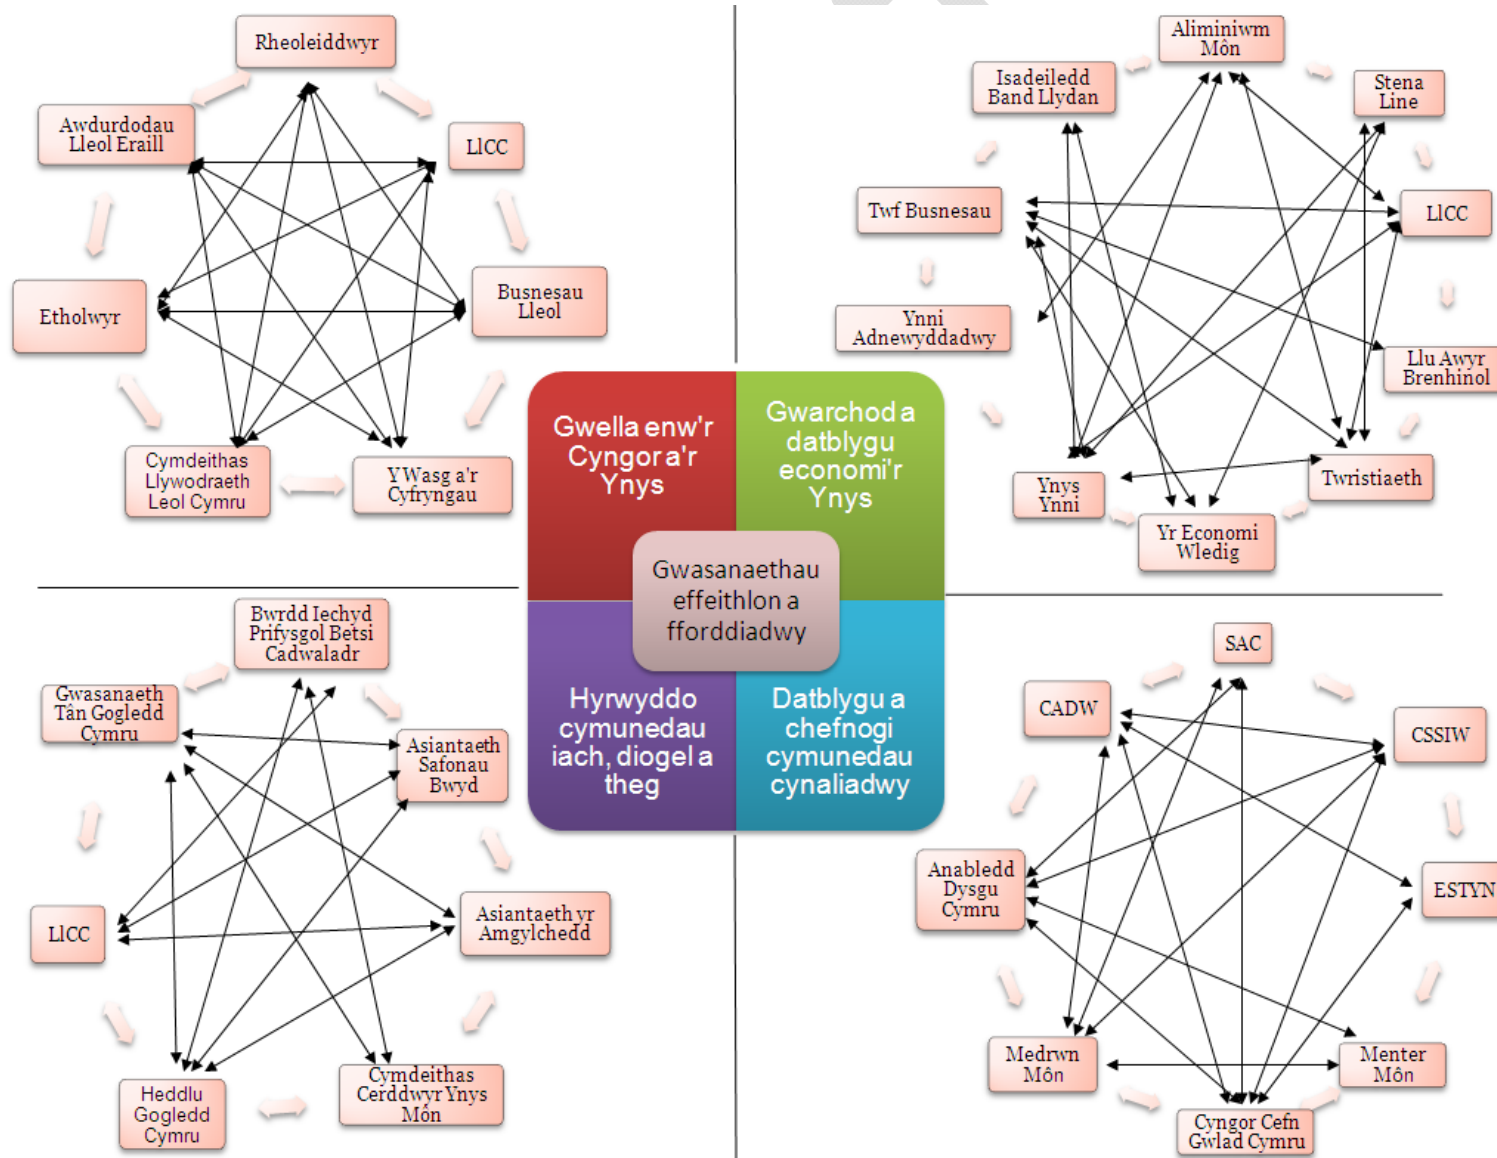 Rheoleiddwyr
Awdurdodau
Lleol Eraill
LlCC
Etholwyr
Busnesau
Lleol
Cymdeithas
Llywodraeth
Leol Cymru
Y Wasg a'r
Cyfryngau
Aliminiwm
Môn
Isadeiledd
Band Llydan
Stena
Line
Twf Busnesau
LlCC
Ynni
Adnewyddadwy
Llu Awyr
Brenhinol
Ynys
Ynni
Twristiaeth
Yr Economi
Wledig
Gwella enw'r
Cyngor a'r
Ynys
Gwarchod a
datblygu
economi'r
Ynys
Gwasanaethau
effeithlon a
fforddiadwy
Hyrwyddo
cymunedau
iach, diogel a
theg
Datblygu a
chefnogi
cymunedau
cynaliadwy
Bwrdd Iechyd
Prifysgol Betsi
Cadwaladr
Gwasanaeth
Tân Gogledd
Cymru
Asiantaeth
Safonau
Bwyd
LlCC
Asiantaeth yr
Amgylchedd
Heddlu
Gogledd
Cymru
Cymdeithas
Cerddwyr Ynys
Môn
SAC
CADW
CSSIW
Anabledd
Dysgu
Cymru
ESTYN
Medrwn
Môn
Menter
Môn
Cyngor Cefn
Gwlad Cymru